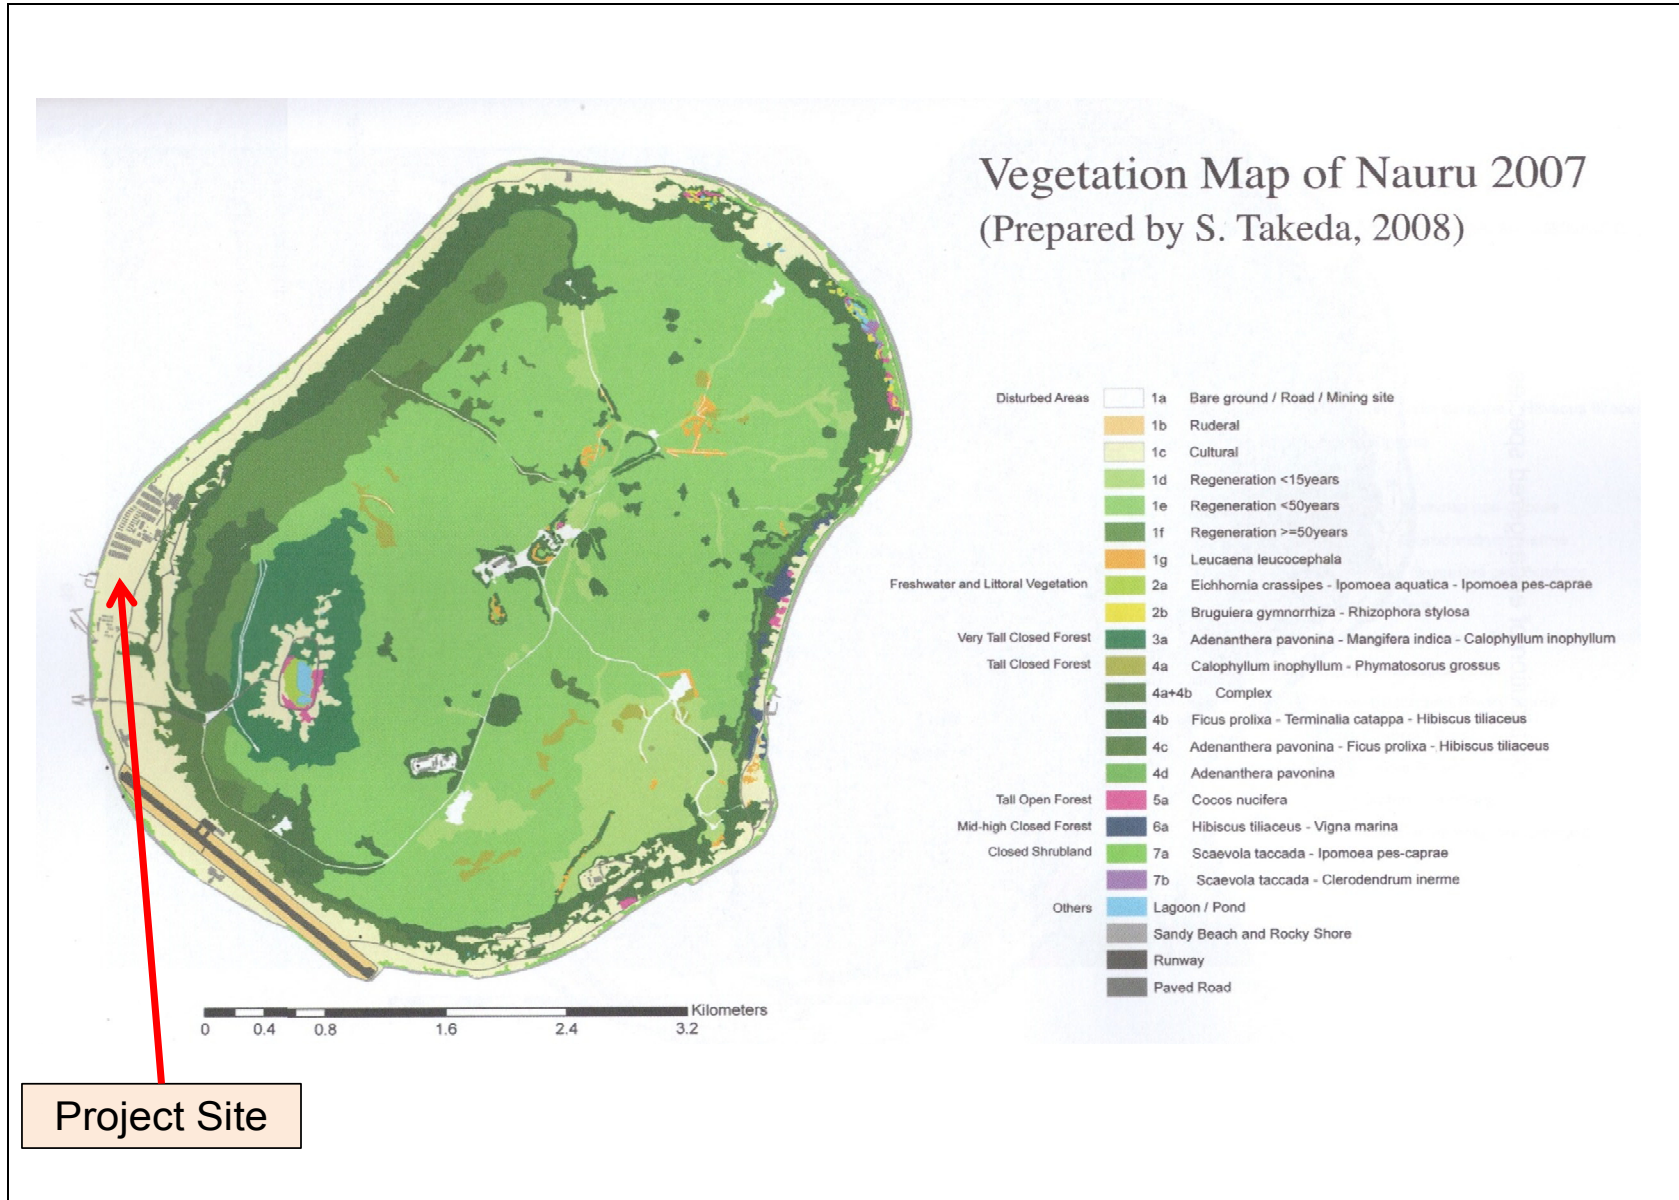 Vegetation Map of Nauru 2007
(Prepared by S. Takeda, 2008)
Disturbed Areas 1a Bare ground / Road / Mining site
1b Ruderal
1c Cultural
1d Regeneration <15years
1e Regeneration <50years
1f Regeneration >=50years
1g Leucaena leucocephala
Freshwater and Littoral Vegetation 2a Eichhornia crassipes - Ipomoea aquatica - Ipomoea pes-caprae
2b Bruguiera gymnorrhiza - Rhizophora stylosa
Very Tall Closed Forest 3a Adenanthera pavonina - Mangifera indica - Calophyllum inophyllum
Tall Closed Forest 4a Calophyllum inophyllum - Phymatosorus grossus
4a+4b Complex
4b Ficus prolixa - Terminalia catappa - Hibiscus tiliaceus
4c Adenanthera pavonina - Ficus prolixa - Hibiscus tiliaceus
4d Adenanthera pavonina
Tall Open Forest 5a Cocos nucifera
Mid-high Closed Forest 6a Hibiscus tiliaceus - Vigna marina
Closed Shrubland 7a Scaevola taccada - Ipomoea pes-caprae
7b Scaevola taccada - Clerodendrum inerme
Others Lagoon / Pond
Sandy Beach and Rocky Shore
Runway
Paved Road
Kilometers
0 0.4 0.8 1.6 2.4 3.2
Project Site